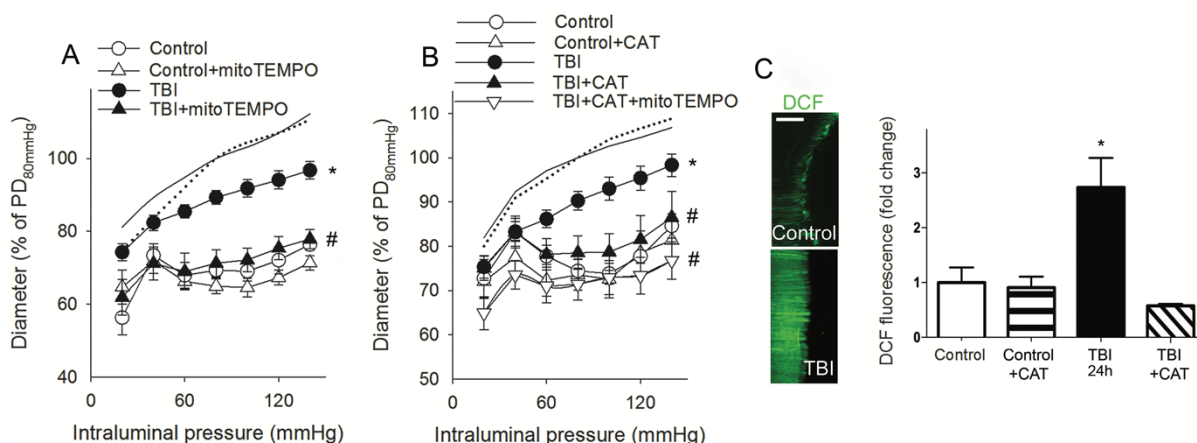 A
Control
Control+mitoTEMPO
TBI
TBI+mitoTEMPO
Diameter (% of PD80mmHg)
100
80
60
40
*
#
0
60
120
Intraluminal pressure (mmHg)
B
Control
Control+CAT
TBI
TBI+CAT
TBI+CAT+mitoTEMPO
Diameter (% of PD80mmHg)
110
100
90
80
70
60
50
*
#
#
0
60
120
Intraluminal pressure (mmHg)
C
DCF
Control
TBI
DCF fluorescence (fold change)
3
2
1
0
*
Control
Control
+CAT
TBI
24h
TBI
+CAT